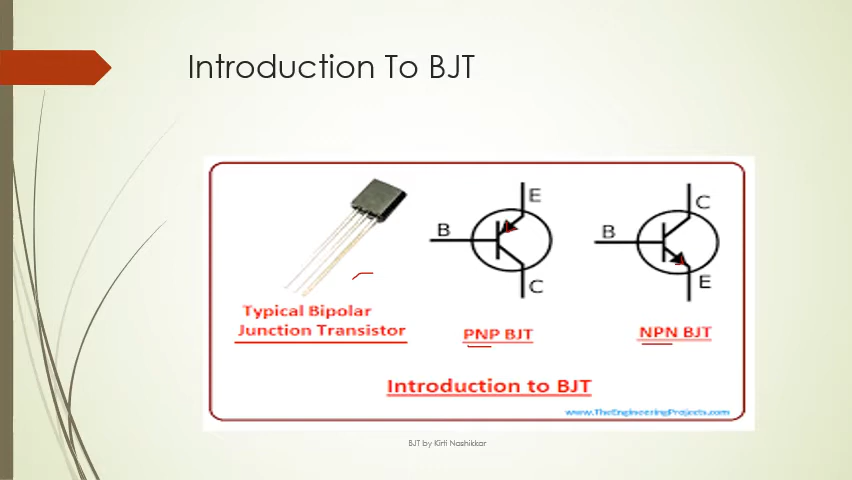 Introduction To BJT
E
B
C
C
B
E
Typical Bipolar
Junction Transistor
PNP BJT
NPN BJT
Introduction to BJT
www.TheEngineeringProjects.com
BJT by Kirti Nashikkar